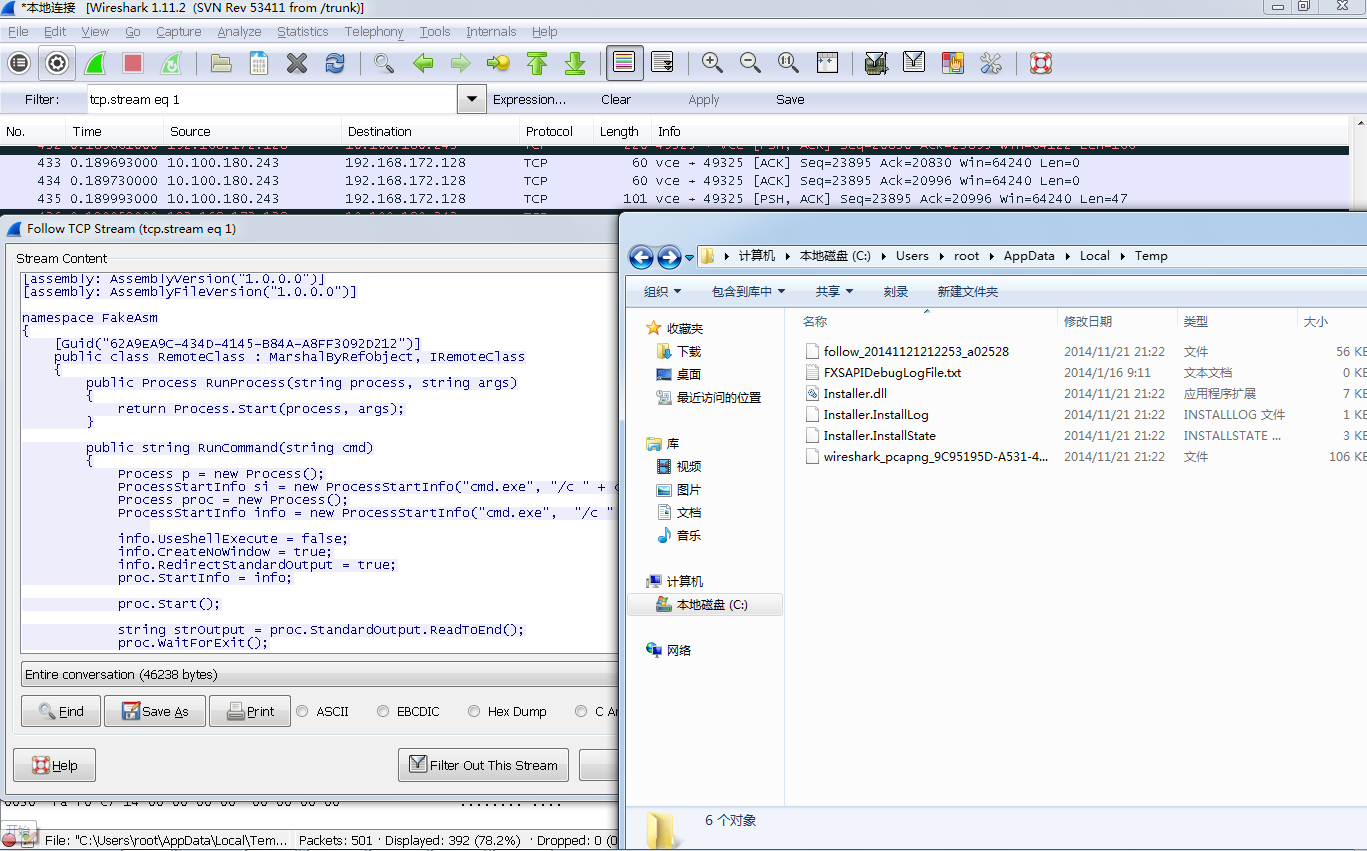 *本地连接 [Wireshark 1.11.2 (SVN Rev 53411 from /trunk)]
File Edit View Go Capture Analyze Statistics Telephony Tools Internals Help
Filter: tcp.stream eq 1 Expression... Clear Apply Save
No. Time Source Destination Protocol Length Info
433 0.189693000 10.100.180.243 192.168.172.128 TCP 60 vce → 49325 [ACK] Seq=23895 Ack=20830 Win=64240 Len=0
434 0.189730000 10.100.180.243 192.168.172.128 TCP 60 vce → 49325 [ACK] Seq=23895 Ack=20996 Win=64240 Len=0
435 0.189993000 10.100.180.243 192.168.172.128 TCP 101 vce → 49325 [PSH, ACK] Seq=23895 Ack=20996 Win=64240 Len=47
Follow TCP Stream (tcp.stream eq 1)
Stream Content
[assembly: AssemblyVersion("1.0.0.0")]
[assembly: AssemblyFileVersion("1.0.0.0")]
namespace FakeAsm
{
[Guid("62A9EA9C-434D-4145-B84A-A8FF3092D212")]
public class RemoteClass : MarshalByRefObject, IRemoteClass
{
public Process RunProcess(string process, string args)
{
return Process.Start(process, args);
}
public string RunCommand(string cmd)
{
Process p = new Process();
ProcessStartInfo si = new ProcessStartInfo("cmd.exe", "/c " +
Process proc = new Process();
ProcessStartInfo info = new ProcessStartInfo("cmd.exe", "/c "
info.UseShellExecute = false;
info.CreateNoWindow = true;
info.RedirectStandardOutput = true;
proc.StartInfo = info;
proc.Start();
string strOutput = proc.StandardOutput.ReadToEnd();
proc.WaitForExit();
Entire conversation (46238 bytes)
Find Save As Print ASCII EBCDIC Hex Dump C Ar
Help Filter Out This Stream
File: "C:\Users\root\AppData\Local\Tem... Packets: 501 · Displayed: 392 (78.2%) · Dropped: 0 (0
计算机 本地磁盘 (C:) Users root AppData Local Temp
组织 包含到库中 共享 刻录 新建文件夹
收藏夹
下载
桌面
最近访问的位置
库
视频
图片
文档
音乐
计算机
本地磁盘 (C:)
网络
名称 修改日期 类型 大小
follow_20141121212253_a02528 2014/11/21 21:22 文件 56 KE
FXSAPIDebugLogFile.txt 2014/1/16 9:11 文本文档 0 KE
Installer.dll 2014/11/21 21:22 应用程序扩展 7 KE
Installer.InstallLog 2014/11/21 21:22 INSTALLLOG 文件 1 KE
Installer.InstallState 2014/11/21 21:22 INSTALLSTATE ... 3 KE
wireshark_pcapng_9C95195D-A531-4... 2014/11/21 21:22 文件 106 KE
6 个对象